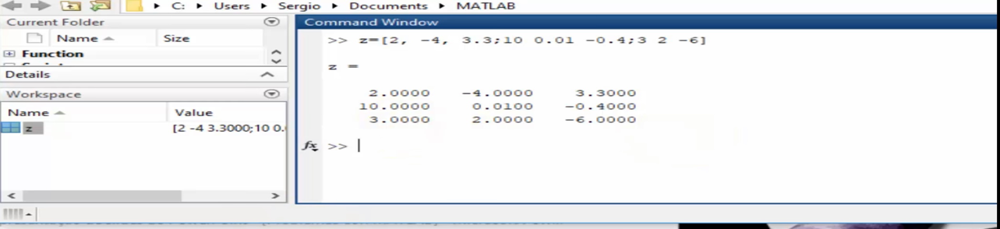 C: Users Sergio Documents MATLAB
Current Folder
Name Size
Function
Details
Workspace
Name Value
z [2 -4 3.3000;10 0.
Command Window
>> z=[2, -4, 3.3;10 0.01 -0.4;3 2 -6]
z =
2.0000 -4.0000 3.3000
10.0000 0.0100 -0.4000
3.0000 2.0000 -6.0000
fx >>